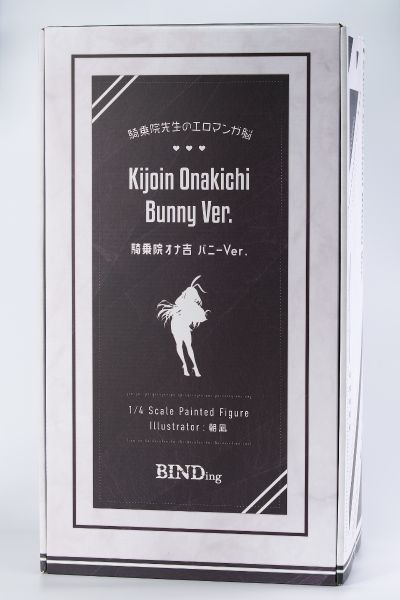 騎乗院先生のエロマンガ脳
Kijoin Onakichi
Bunny Ver.
騎乗院オナ吉 バニーVer.
1/4 Scale Painted Figure
Illustrator : 朝凪
BINDing